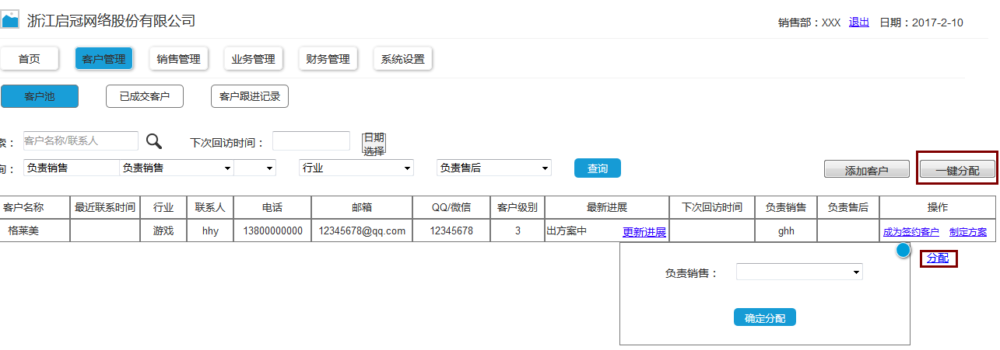 浙江启冠网络股份有限公司
销售部：XXX 退出 日期：2017-2-10
首页 客户管理 销售管理 业务管理 财务管理 系统设置
客户池 已成交客户 客户跟进记录
索： 客户名称/联系人 下次回访时间： 日期
选择
询： 负责销售 负责销售 行业 负责售后 查询 添加客户 一键分配
客户名称 最近联系时间 行业 联系人 电话 邮箱 QQ/微信 客户级别 最新进展 下次回访时间 负责销售 负责售后 操作
格莱美 游戏 hhy 13800000000 12345678@qq.com 12345678 3 出方案中 更新进展 ghh 成为签约客户 制定方案
分配
负责销售：
确定分配